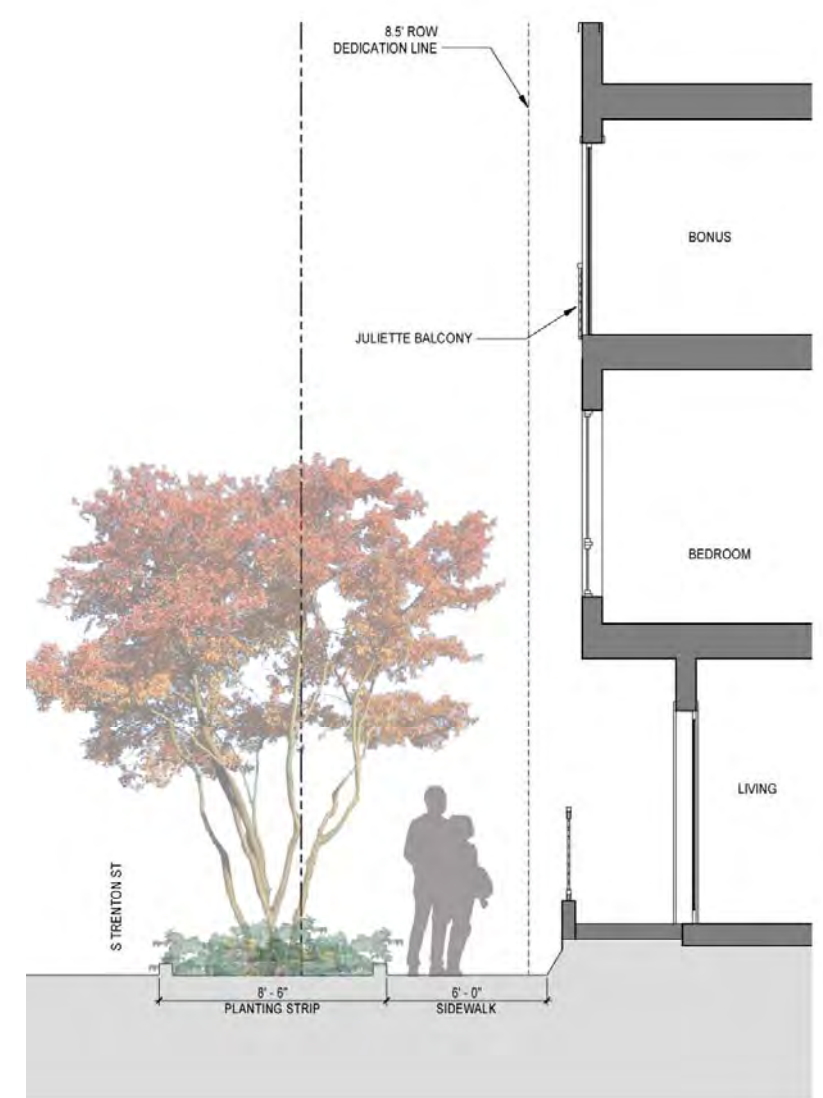 8.5' ROW
DEDICATION LINE
BONUS
JULIETTE BALCONY
BEDROOM
LIVING
S TRENTON ST
8' - 6"
PLANTING STRIP
6' - 0"
SIDEWALK